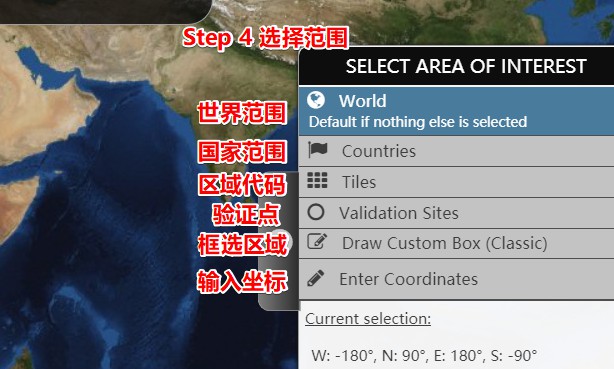 Step 4 选择范围
SELECT AREA OF INTEREST
世界范围
World
Default if nothing else is selected
国家范围
Countries
区域代码
Tiles
验证点
Validation Sites
框选区域
Draw Custom Box (Classic)
输入坐标
Enter Coordinates
Current selection:
W: -180°, N: 90°, E: 180°, S: -90°